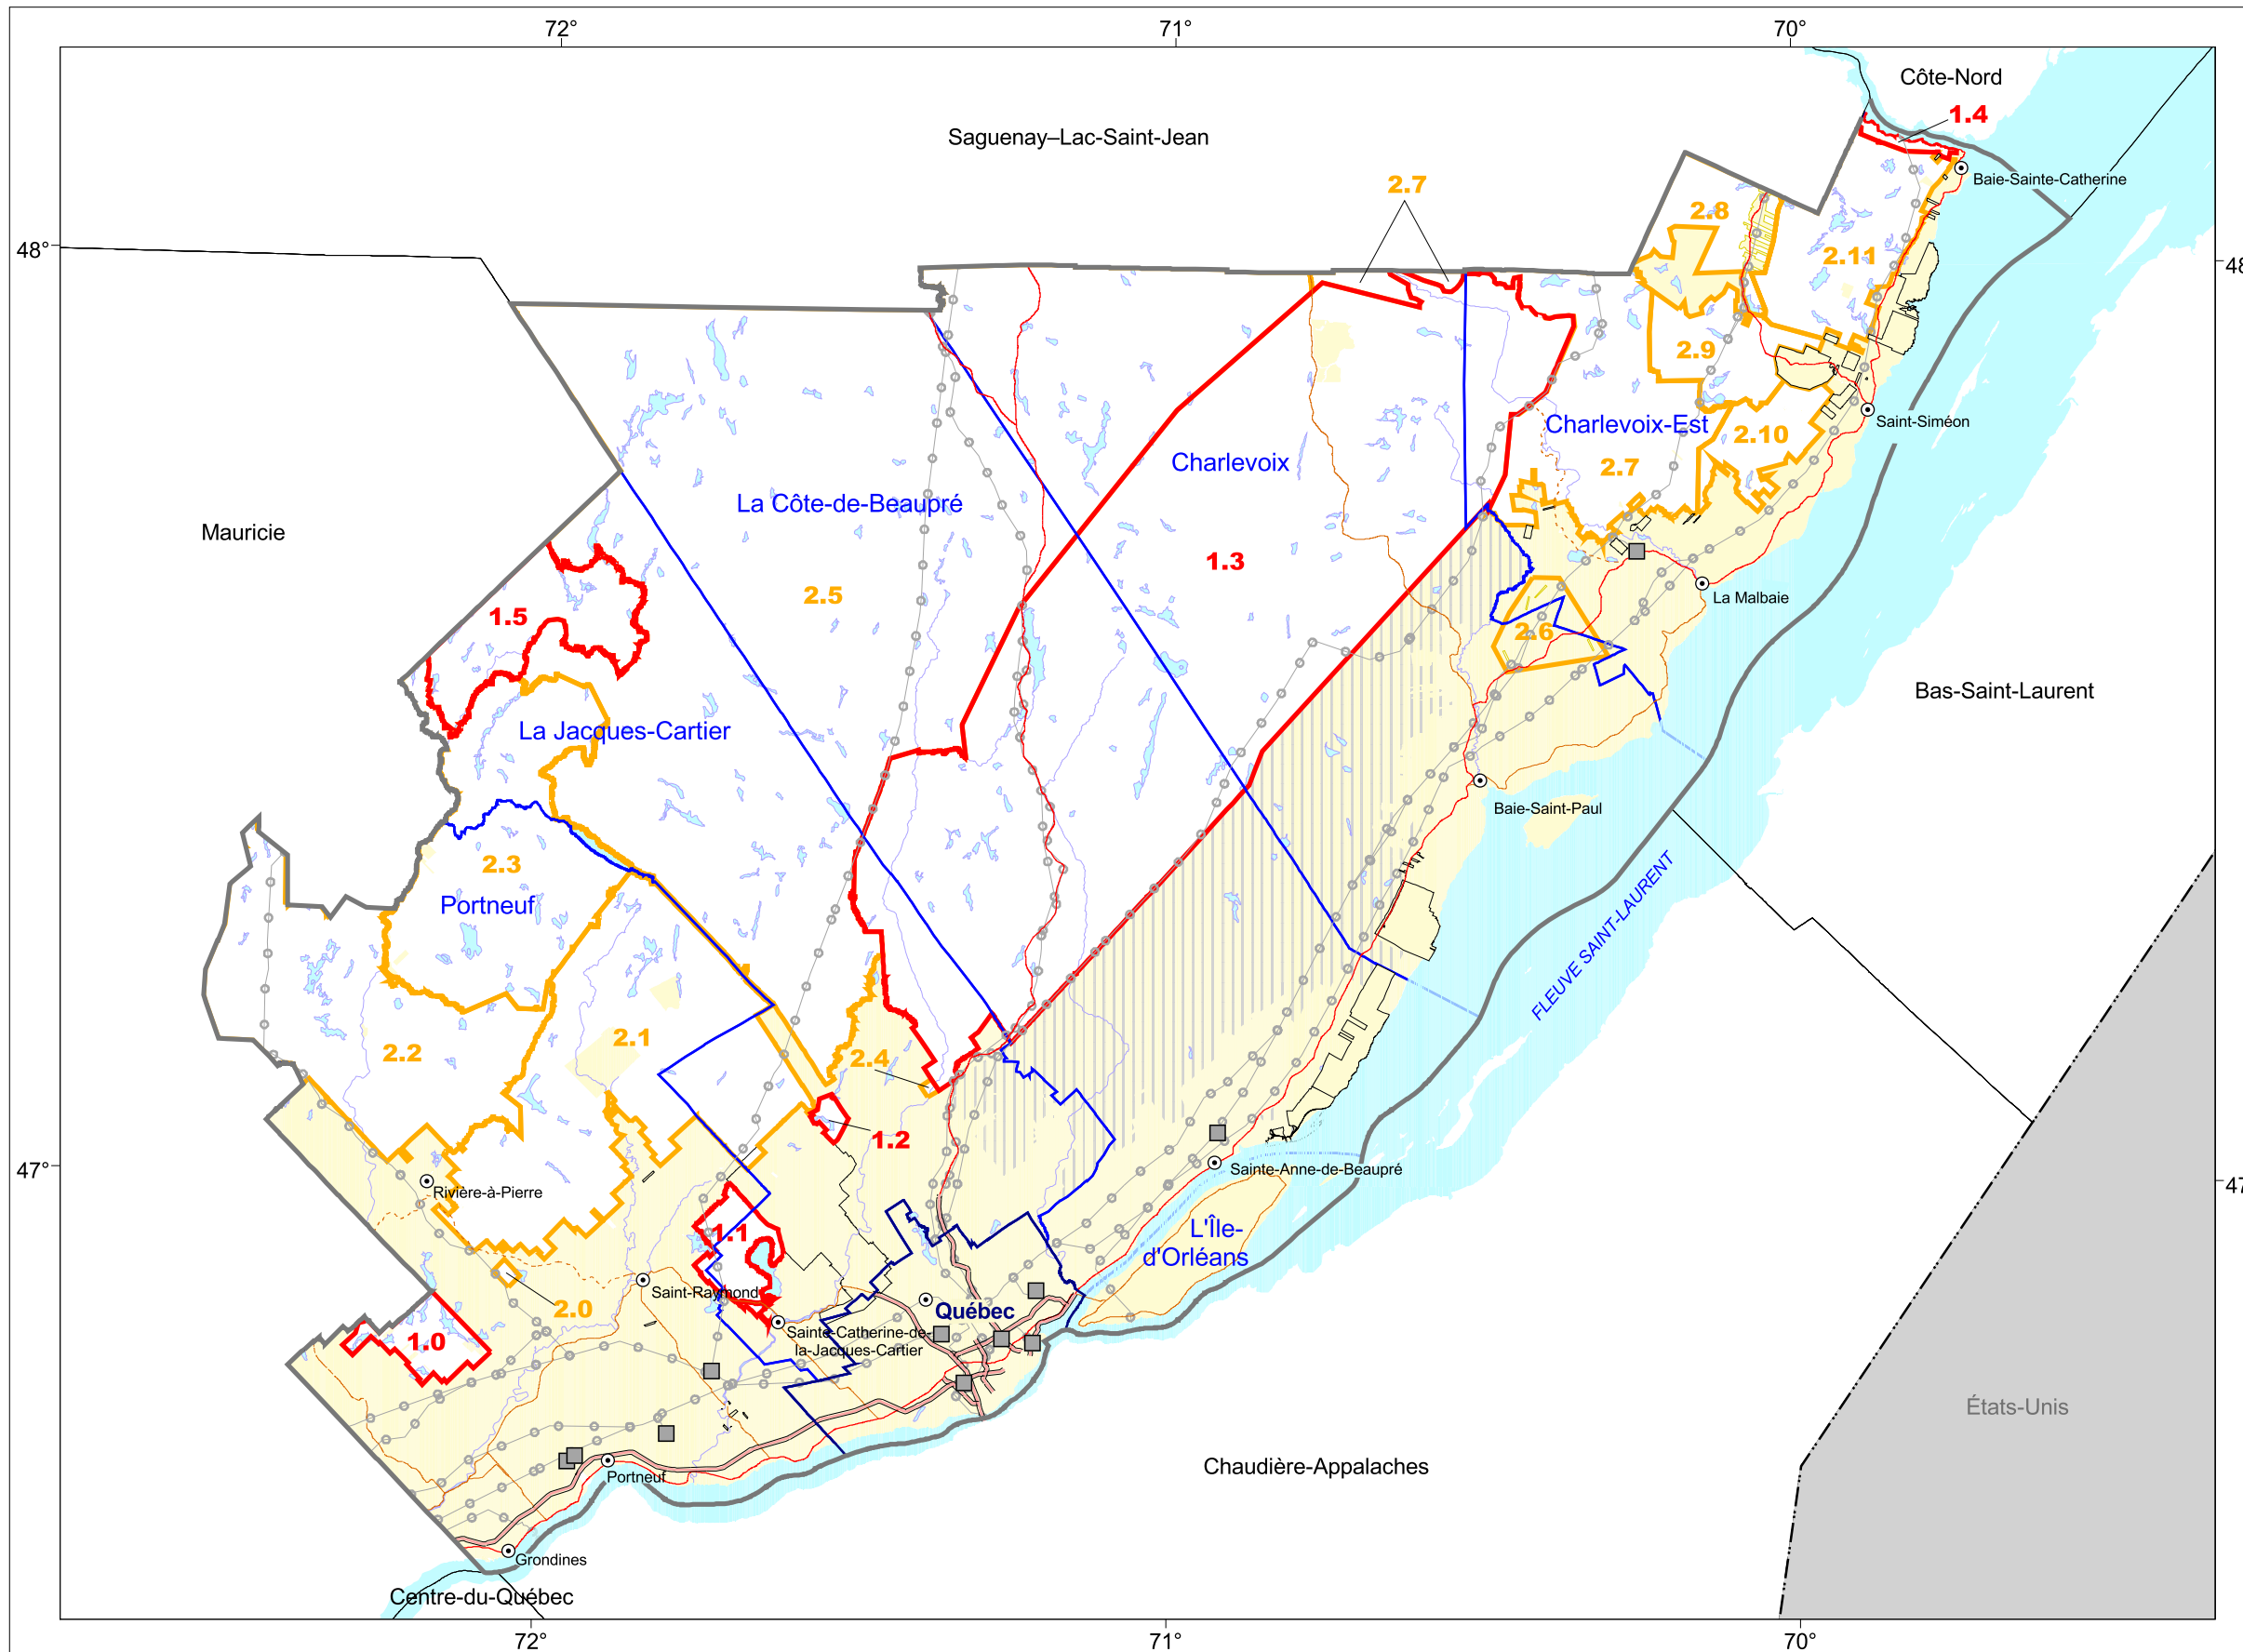 72°
71°
70°
Côte-Nord
1.4
Saguenay–Lac-Saint-Jean
Baie-Sainte-Catherine
2.7
2.8
48°
2.11
48
2.9
Saint-Siméon
Charlevoix-Est
2.10
Charlevoix
2.7
La Côte-de-Beaupré
Mauricie
1.3
2.5
La Malbaie
1.5
2.6
Bas-Saint-Laurent
La Jacques-Cartier
Baie-Saint-Paul
2.3
Portneuf
FLEUVE SAINT-LAURENT
2.1
2.2
2.4
1.2
47°
Sainte-Anne-de-Beaupré
47
Rivière-à-Pierre
1.1
L'Île-
d'Orléans
Saint-Raymond
2.0
Québec
1.0
Sainte-Catherine-de-
la-Jacques-Cartier
États-Unis
Chaudière-Appalaches
Portneuf
Grondines
Centre-du-Québec
72°
71°
70°